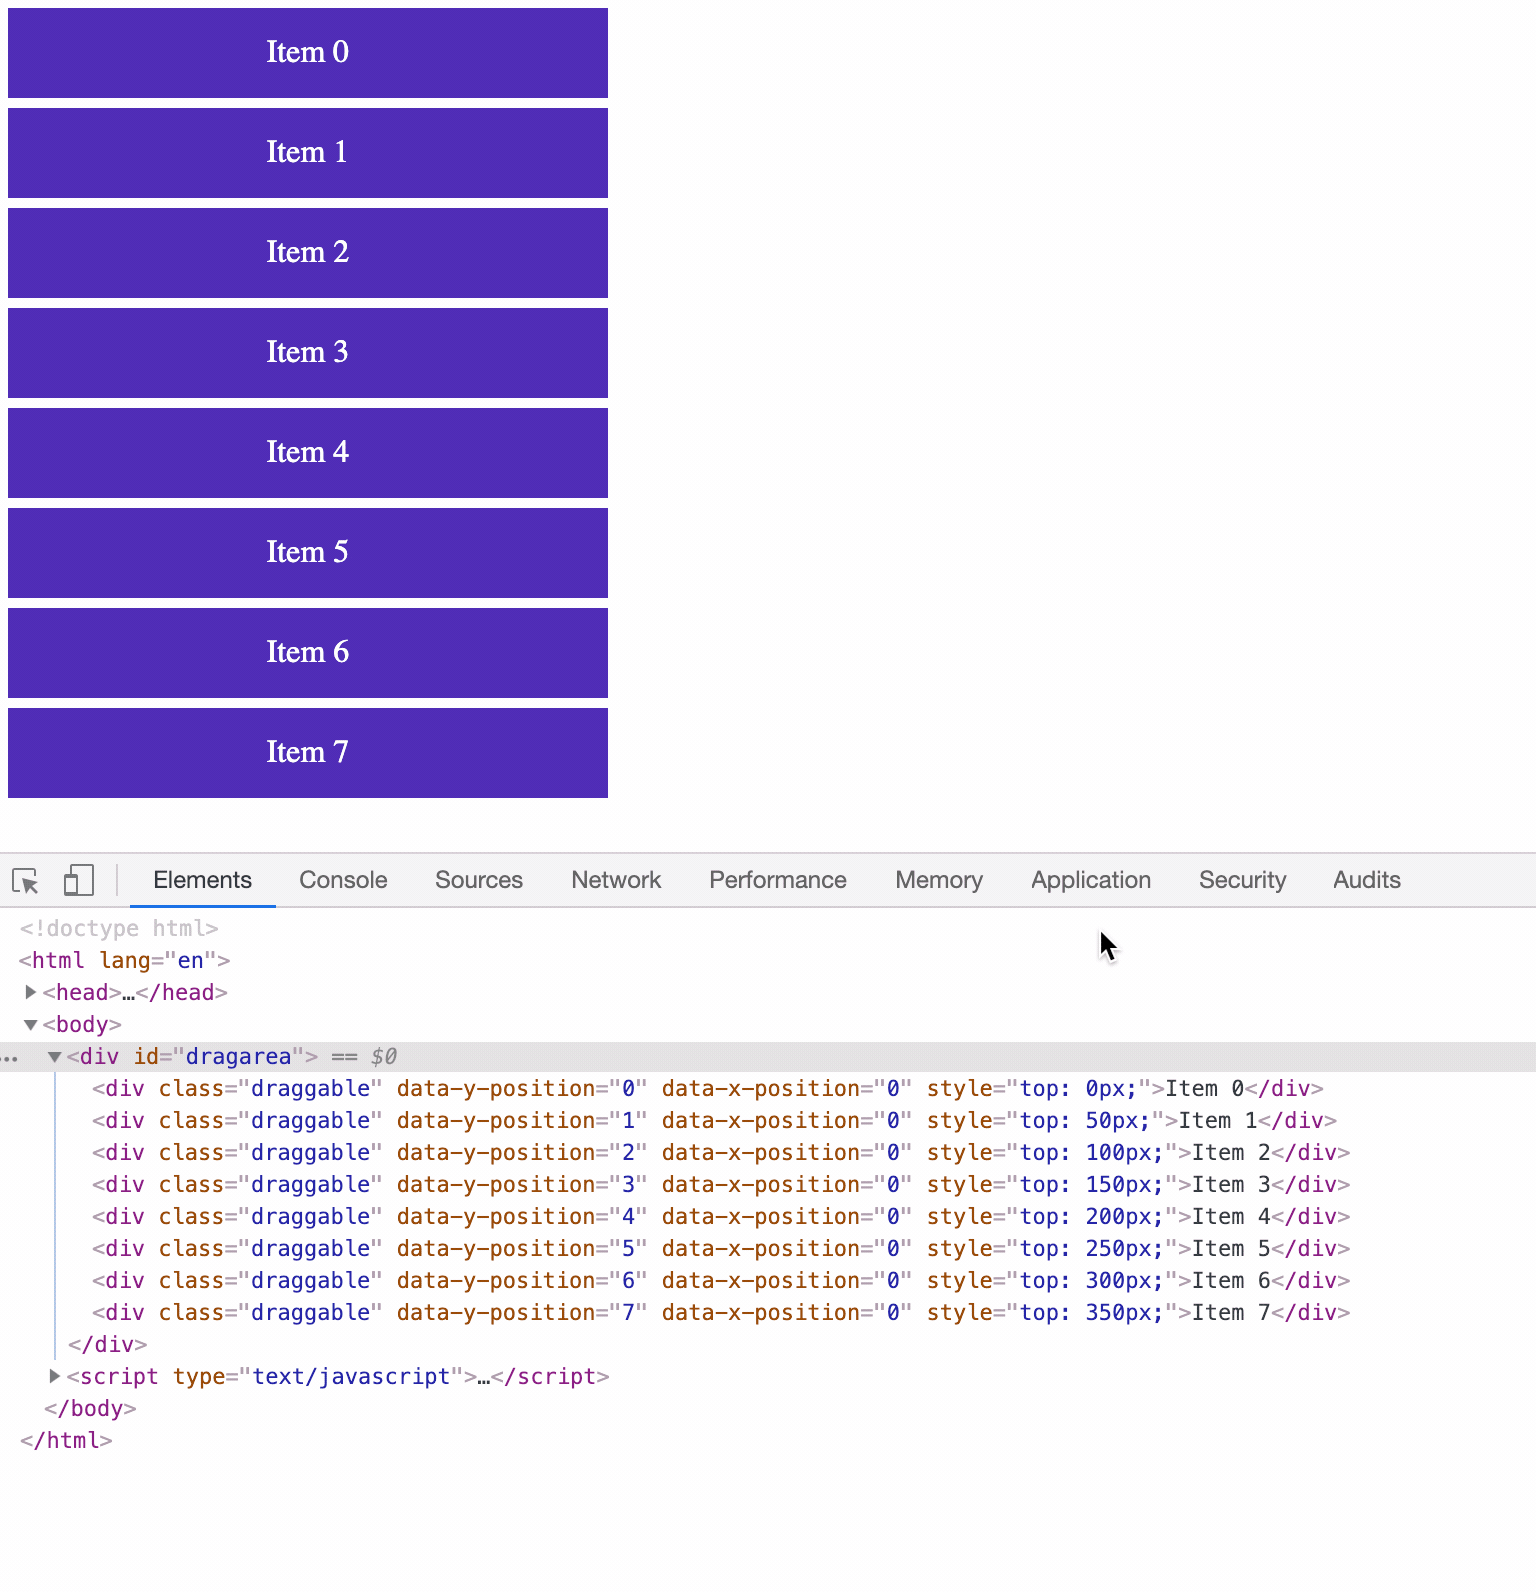 Item 0
Item 1
Item 2
Item 3
Item 4
Item 5
Item 6
Item 7
Elements Console Sources Network Performance Memory Application Security Audits
<!doctype html>
<html lang="en">
<head>…</head>
<body>
<div id="dragarea"> == $0
<div class="draggable" data-y-position="0" data-x-position="0" style="top: 0px;">Item 0</div>
<div class="draggable" data-y-position="1" data-x-position="0" style="top: 50px;">Item 1</div>
<div class="draggable" data-y-position="2" data-x-position="0" style="top: 100px;">Item 2</div>
<div class="draggable" data-y-position="3" data-x-position="0" style="top: 150px;">Item 3</div>
<div class="draggable" data-y-position="4" data-x-position="0" style="top: 200px;">Item 4</div>
<div class="draggable" data-y-position="5" data-x-position="0" style="top: 250px;">Item 5</div>
<div class="draggable" data-y-position="6" data-x-position="0" style="top: 300px;">Item 6</div>
<div class="draggable" data-y-position="7" data-x-position="0" style="top: 350px;">Item 7</div>
</div>
<script type="text/javascript">…</script>
</body>
</html>